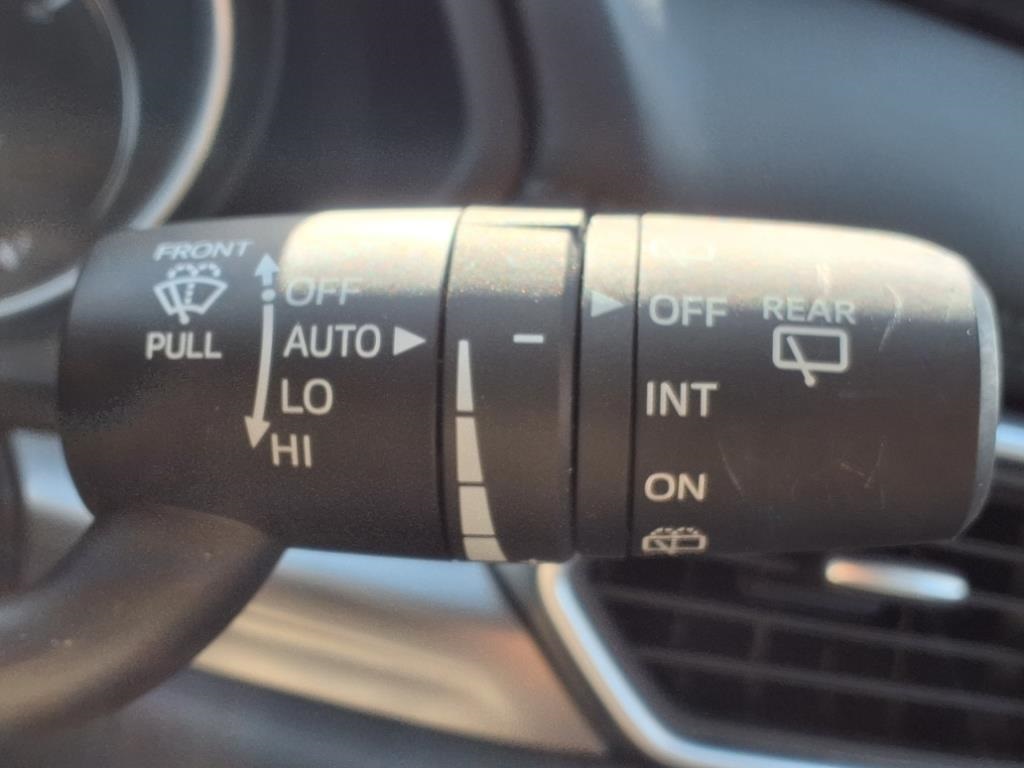 FRONT
PULL
OFF
AUTO
LO
HI
OFF
INT
ON
REAR